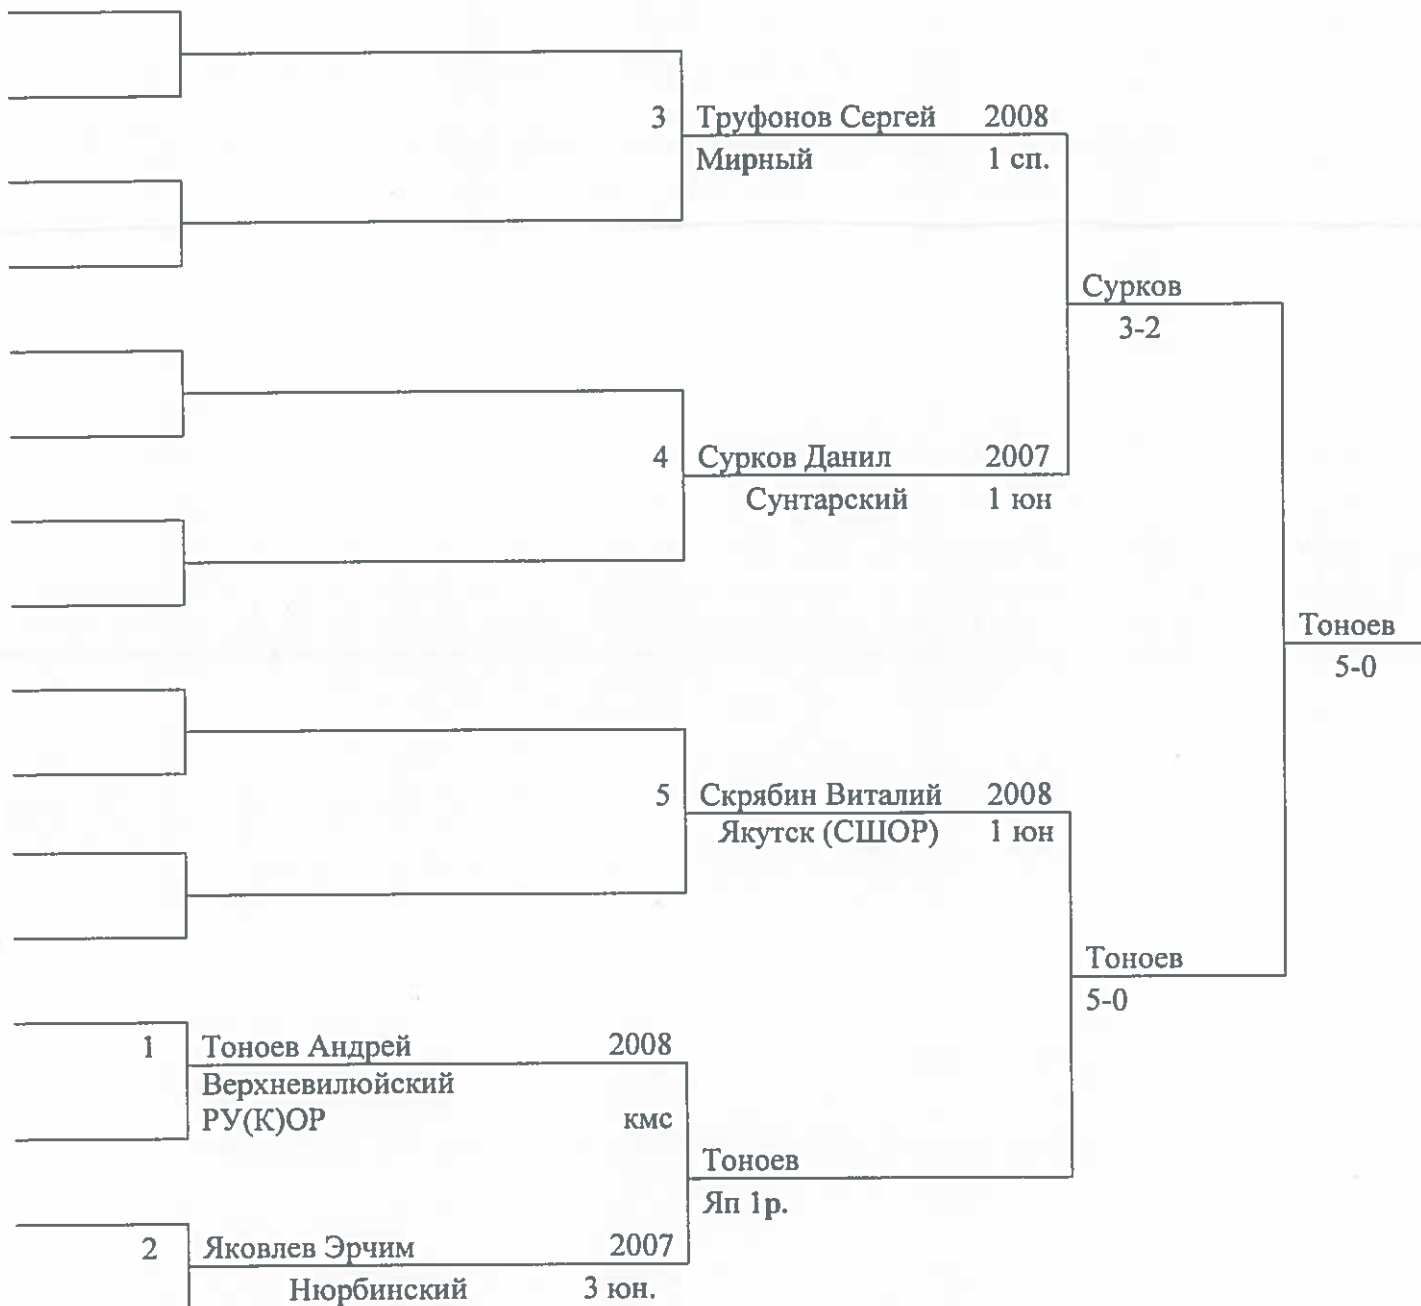 3 Труфонов Сергей 2008
Мирный 1 сп.
Сурков
3-2
4 Сурков Данил 2007
Сунтарский 1 юн
Тоноев
5-0
5 Скрябин Виталий 2008
Якутск (СШОР) 1 юн
Тоноев
5-0
1 Тоноев Андрей 2008
Верхневилюйский
РУ(К)ОР кмс
Тоноев
Яп 1р.
2 Яковлев Эрчим 2007
Нюрбинский 3 юн.